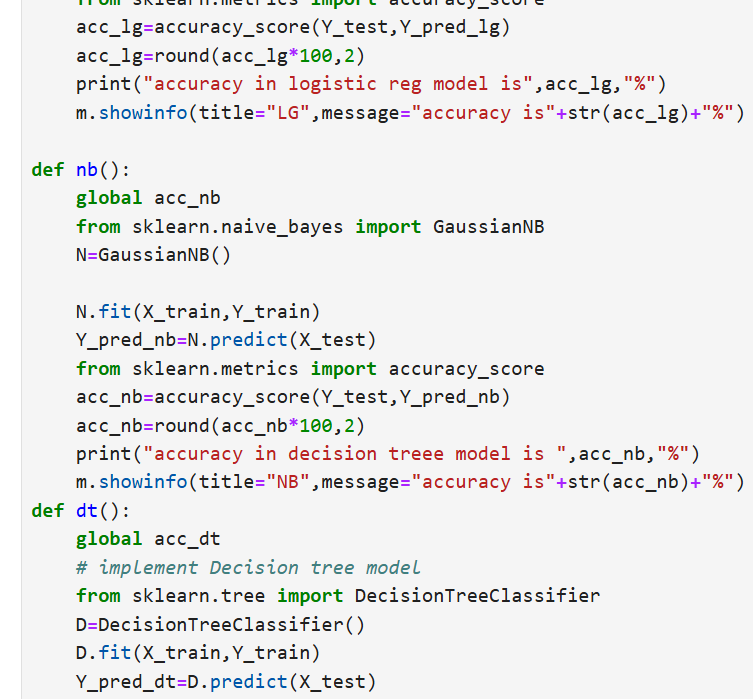 from sklearn.metrics import accuracy_score
acc_lg=accuracy_score(Y_test,Y_pred_lg)
acc_lg=round(acc_lg*100,2)
print("accuracy in logistic reg model is",acc_lg,"%")
m.showinfo(title="LG",message="accuracy is"+str(acc_lg)+"%")
def nb():
global acc_nb
from sklearn.naive_bayes import GaussianNB
N=GaussianNB()
N.fit(X_train,Y_train)
Y_pred_nb=N.predict(X_test)
from sklearn.metrics import accuracy_score
acc_nb=accuracy_score(Y_test,Y_pred_nb)
acc_nb=round(acc_nb*100,2)
print("accuracy in decision treee model is ",acc_nb,"%")
m.showinfo(title="NB",message="accuracy is"+str(acc_nb)+"%")
def dt():
global acc_dt
# implement Decision tree model
from sklearn.tree import DecisionTreeClassifier
D=DecisionTreeClassifier()
D.fit(X_train,Y_train)
Y_pred_dt=D.predict(X_test)